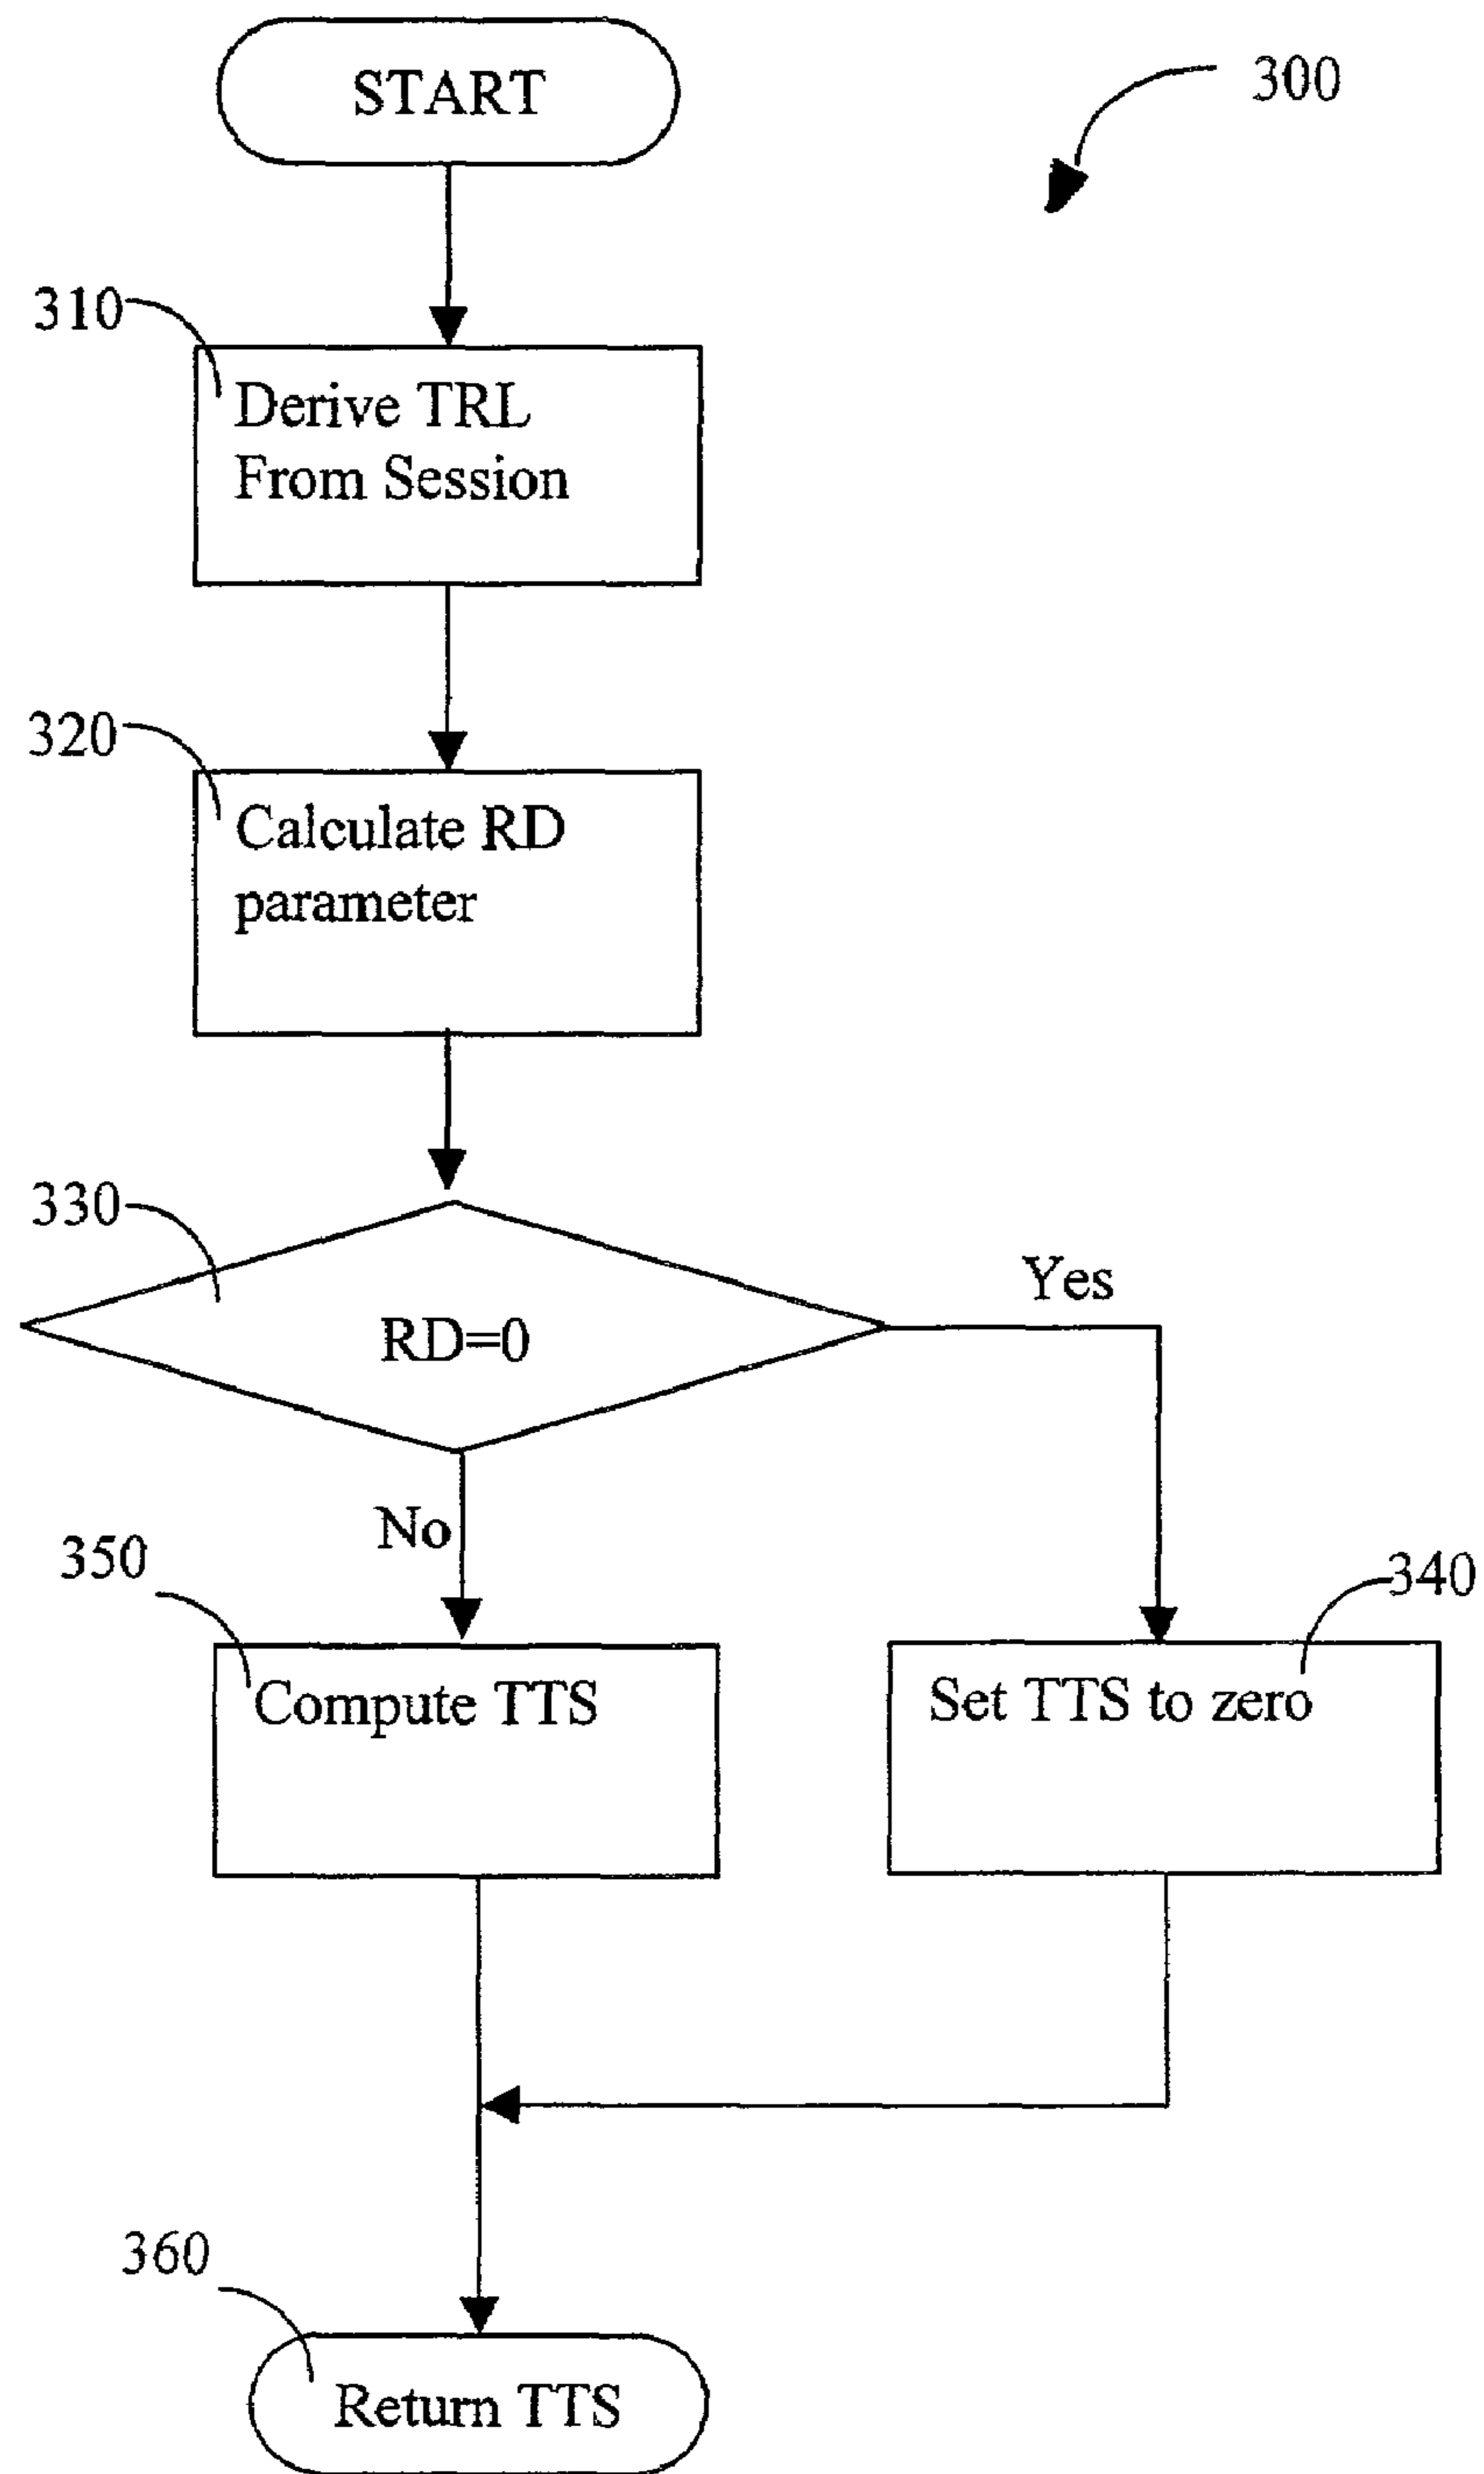 START
300
310
Derive TRL
From Session
320
Calculate RD
parameter
330
RD=0
Yes
No
350
Compute TTS
340
Set TTS to zero
360
Return TTS